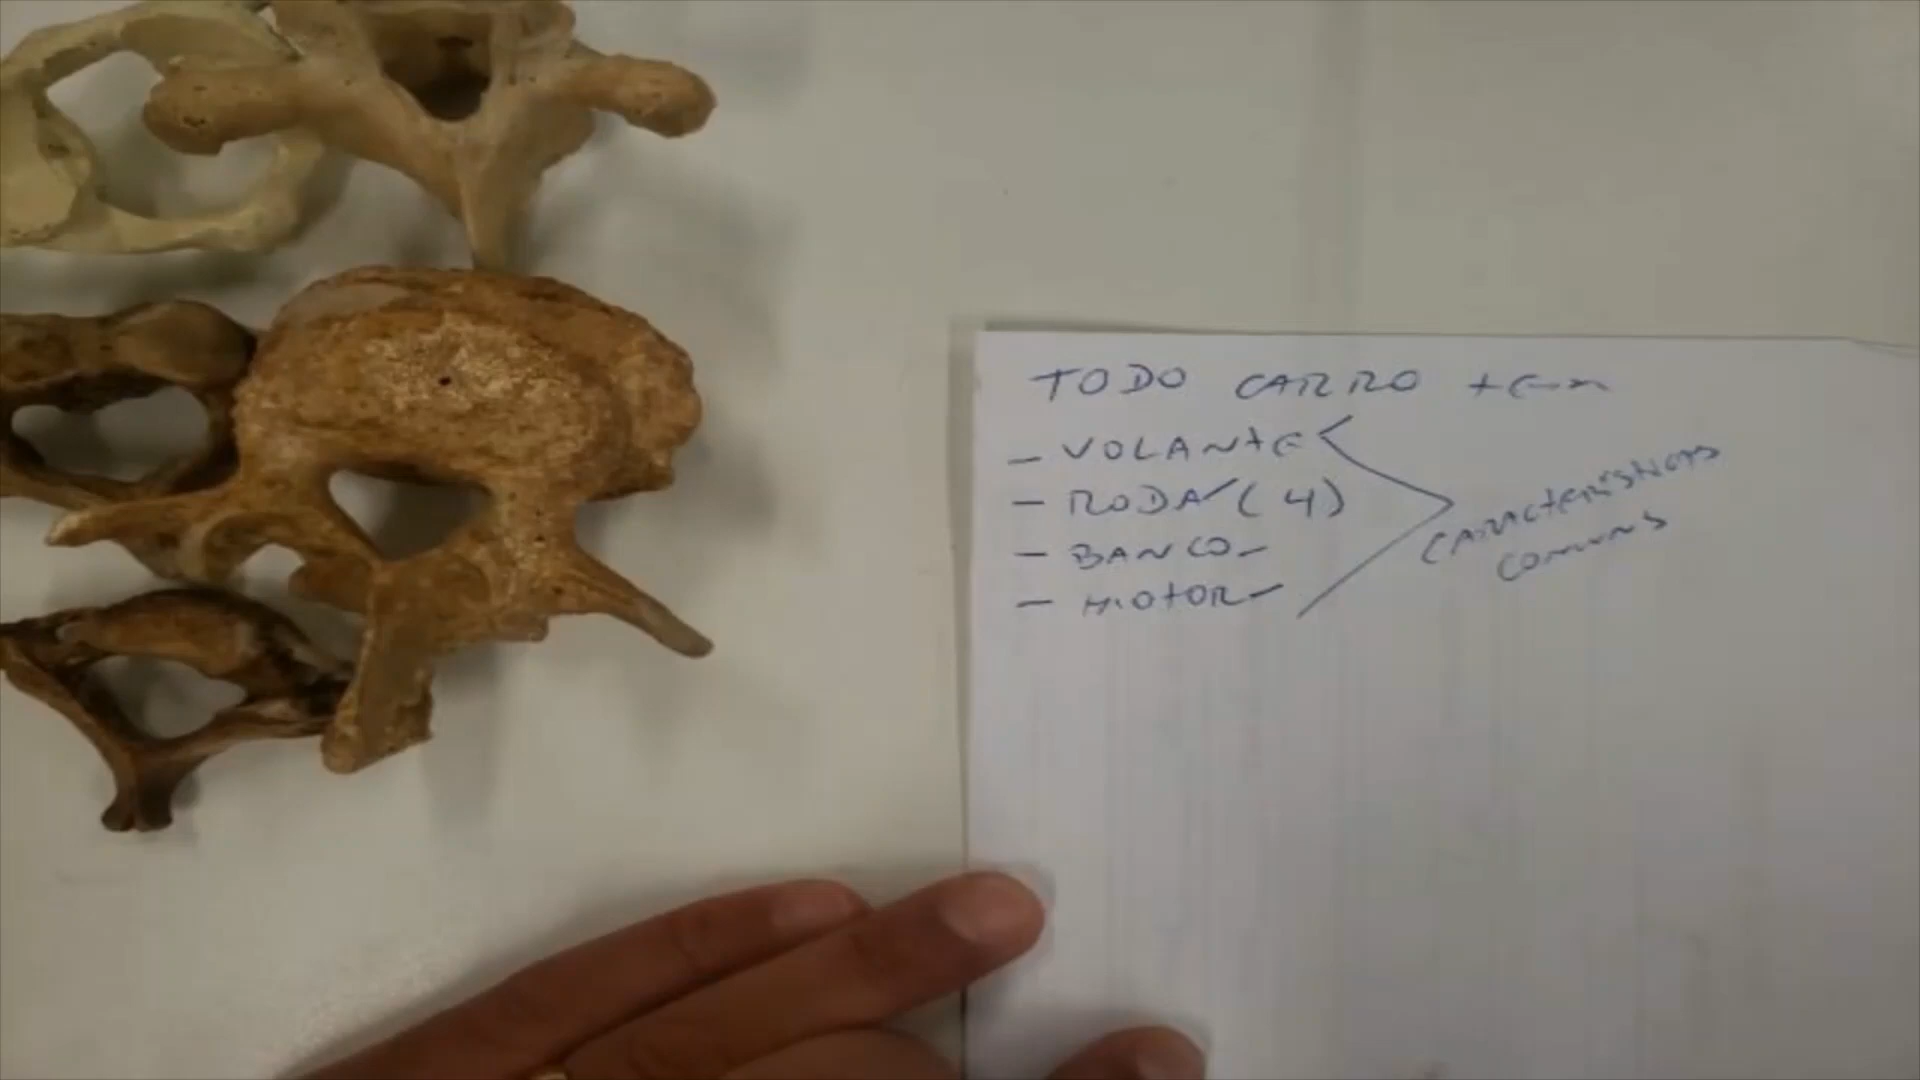 TODO CARRO tem
- VOLANTE
- RODA (4)
- BANCO
- MOTOR
CARACTERÍSTICAS
COMUNS